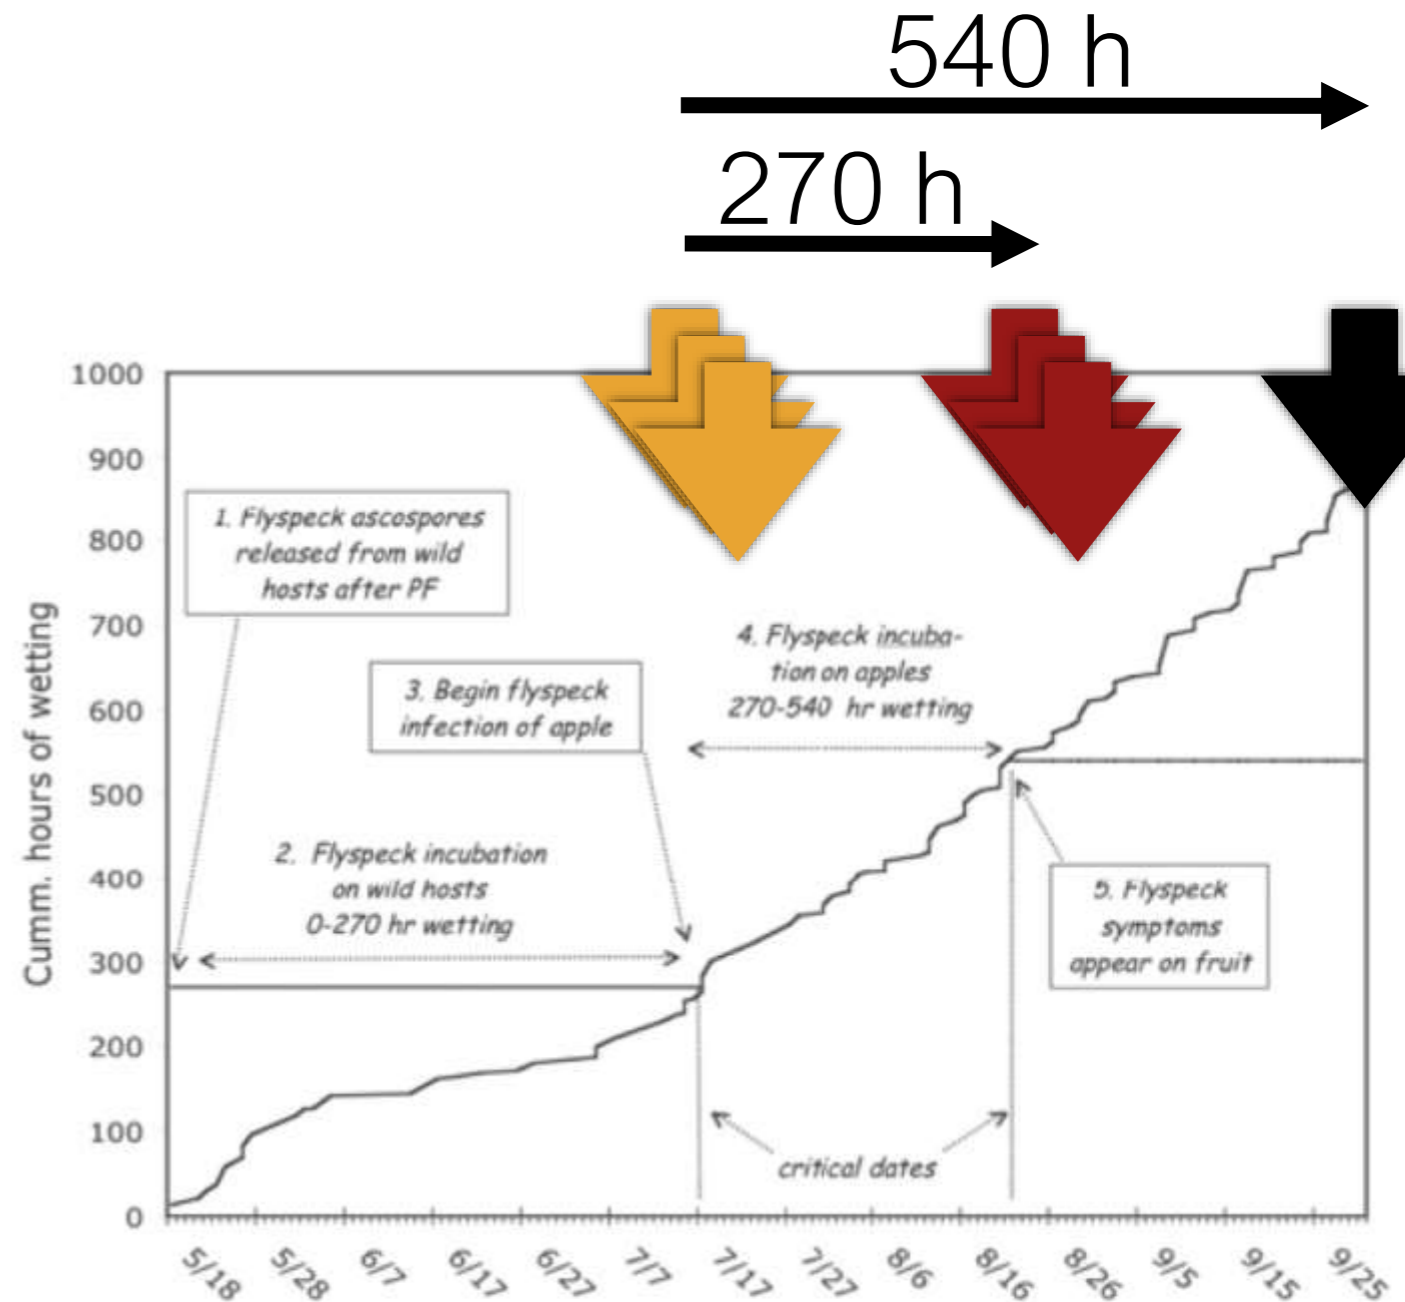 540 h
270 h
1000
900
800
700
600
500
400
300
200
100
0
Cumm. hours of wetting
1. Flyspeck ascospores
released from wild
hosts after PF
3. Begin flyspeck
infection of apple
4. Flyspeck incuba-
tion on apples
270-540 hr wetting
2. Flyspeck incubation
on wild hosts
0-270 hr wetting
5. Flyspeck
symptoms
appear on fruit
critical dates
5/18
5/28
6/7
6/17
6/27
7/7
7/17
7/27
8/6
8/16
8/26
9/5
9/15
9/25